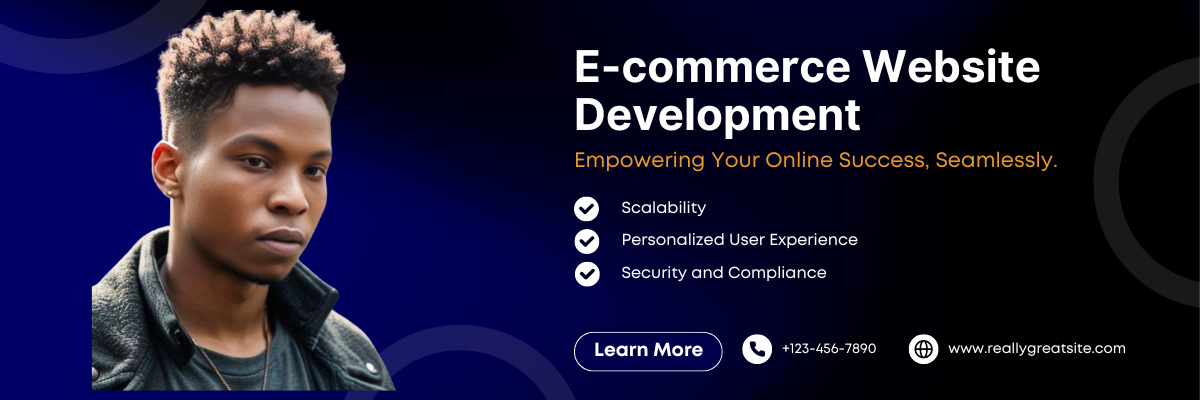 E-commerce Website
Development
Empowering Your Online Success, Seamlessly.
Scalability
Personalized User Experience
Security and Compliance
Learn More
+123-456-7890
www.reallygreatsite.com